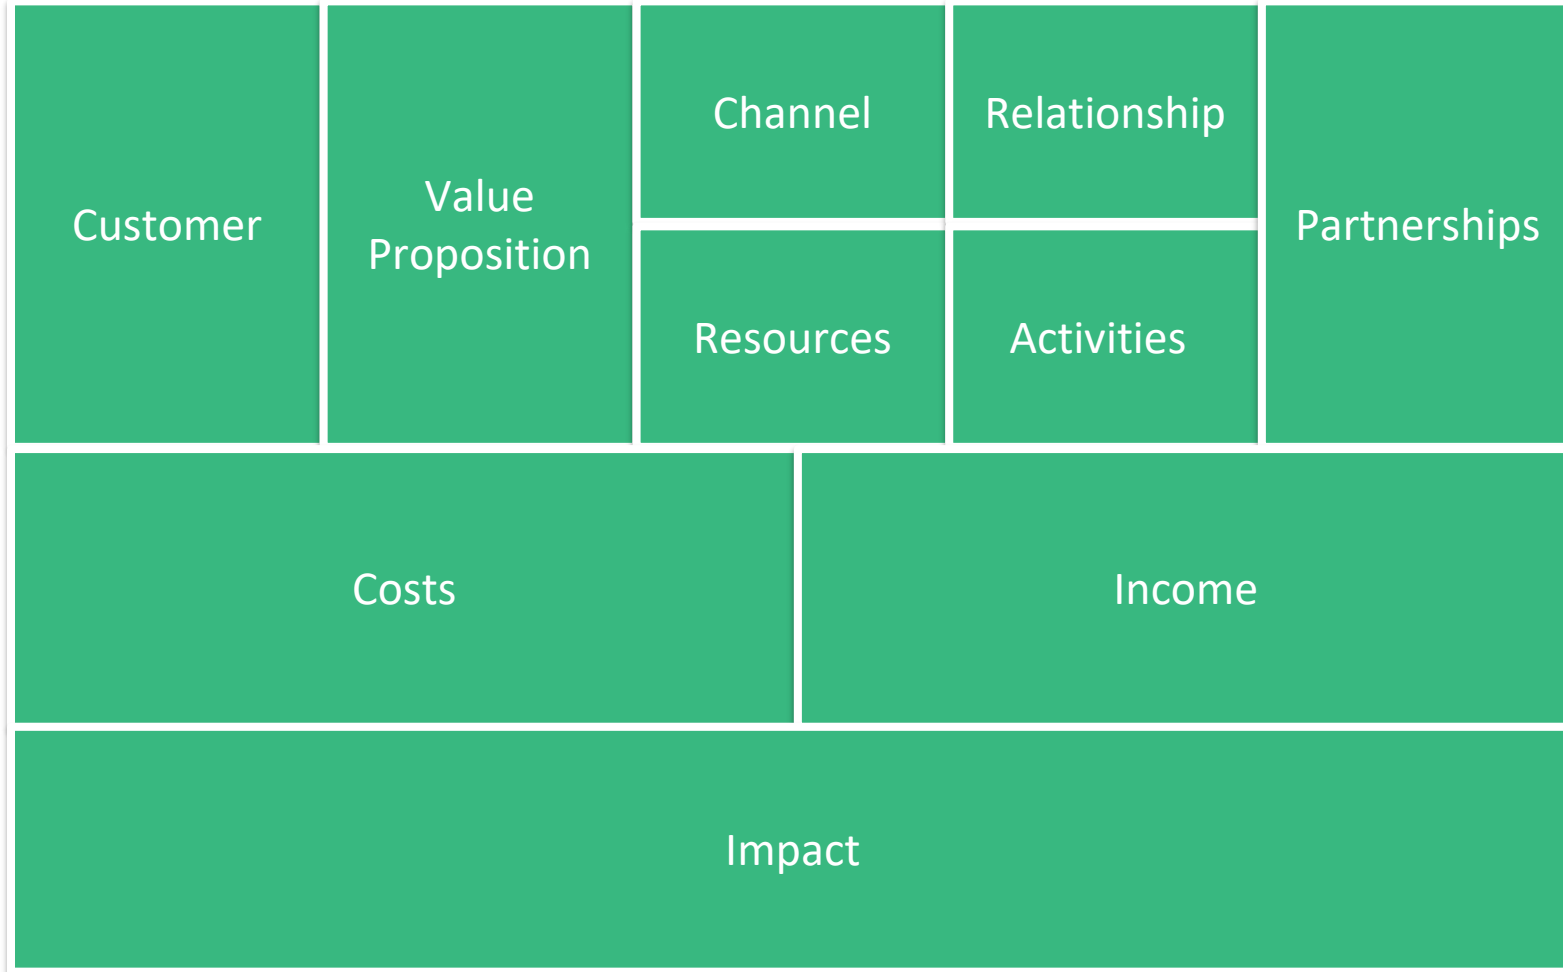 Customer
Value
Proposition
Channel
Relationship
Resources
Activities
Partnerships
Costs
Income
Impact